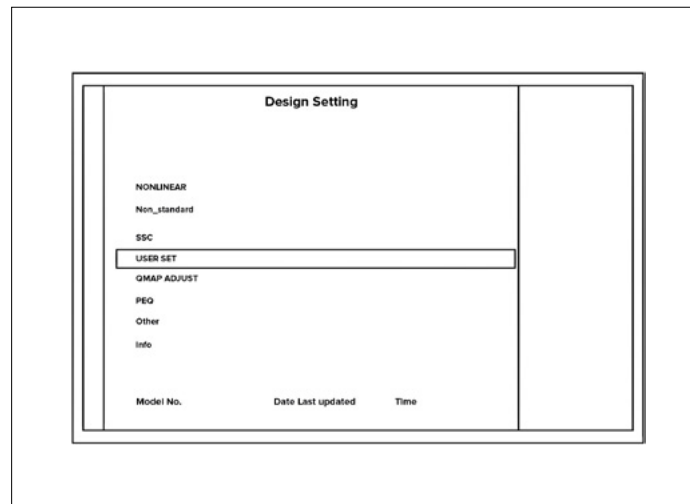 Design Setting
NONLINEAR
Non_standard
SSC
USER SET
QMAP ADJUST
PEQ
Other
Info
Model No. Date Last updated Time